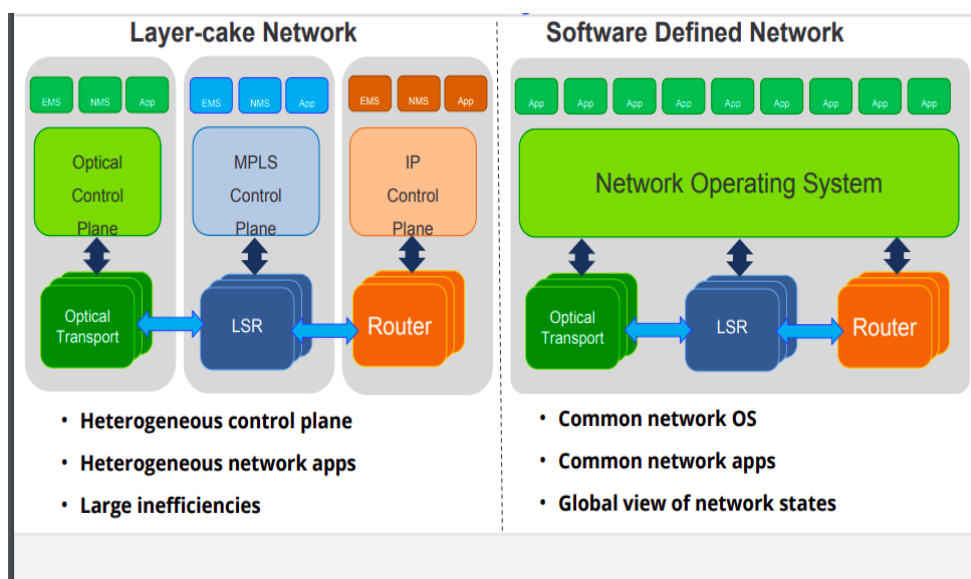 Layer-cake Network
Software Defined Network
EMS NMS App
EMS NMS App
EMS NMS App
Optical
Control
Plane
MPLS
Control
Plane
IP
Control
Plane
Optical
Transport
LSR
Router
• Heterogeneous control plane
• Heterogeneous network apps
• Large inefficiencies
App App App App App App App App App
Network Operating System
Optical
Transport
LSR
Router
• Common network OS
• Common network apps
• Global view of network states